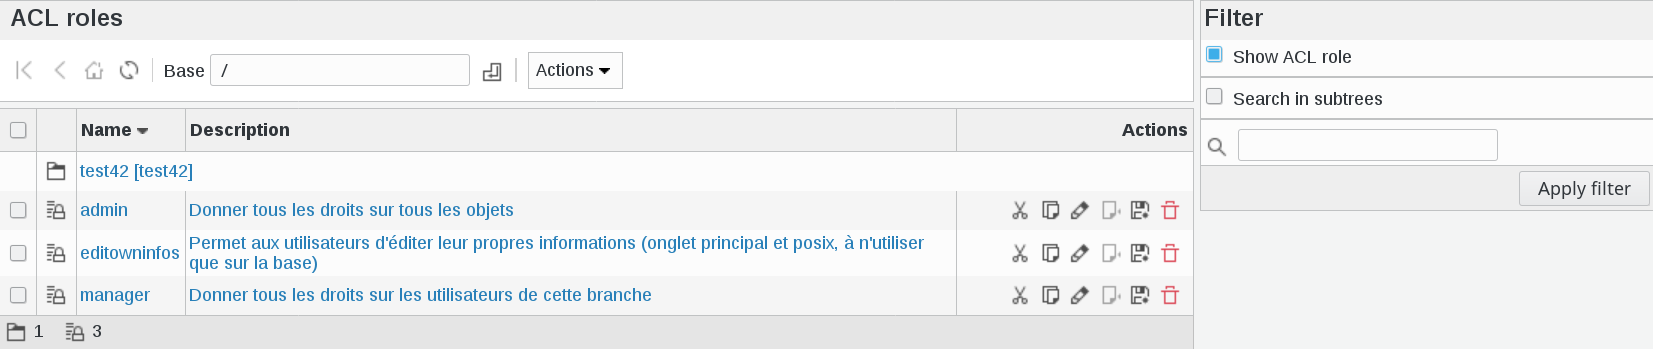 ACL roles
Base /
Actions
Name Description Actions
test42 [test42]
admin Donner tous les droits sur tous les objets
editowninfos Permet aux utilisateurs d'éditer leur propres informations (onglet principal et posix, à n'utiliser
que sur la base)
manager Donner tous les droits sur les utilisateurs de cette branche
1 3
Filter
Show ACL role
Search in subtrees
Apply filter